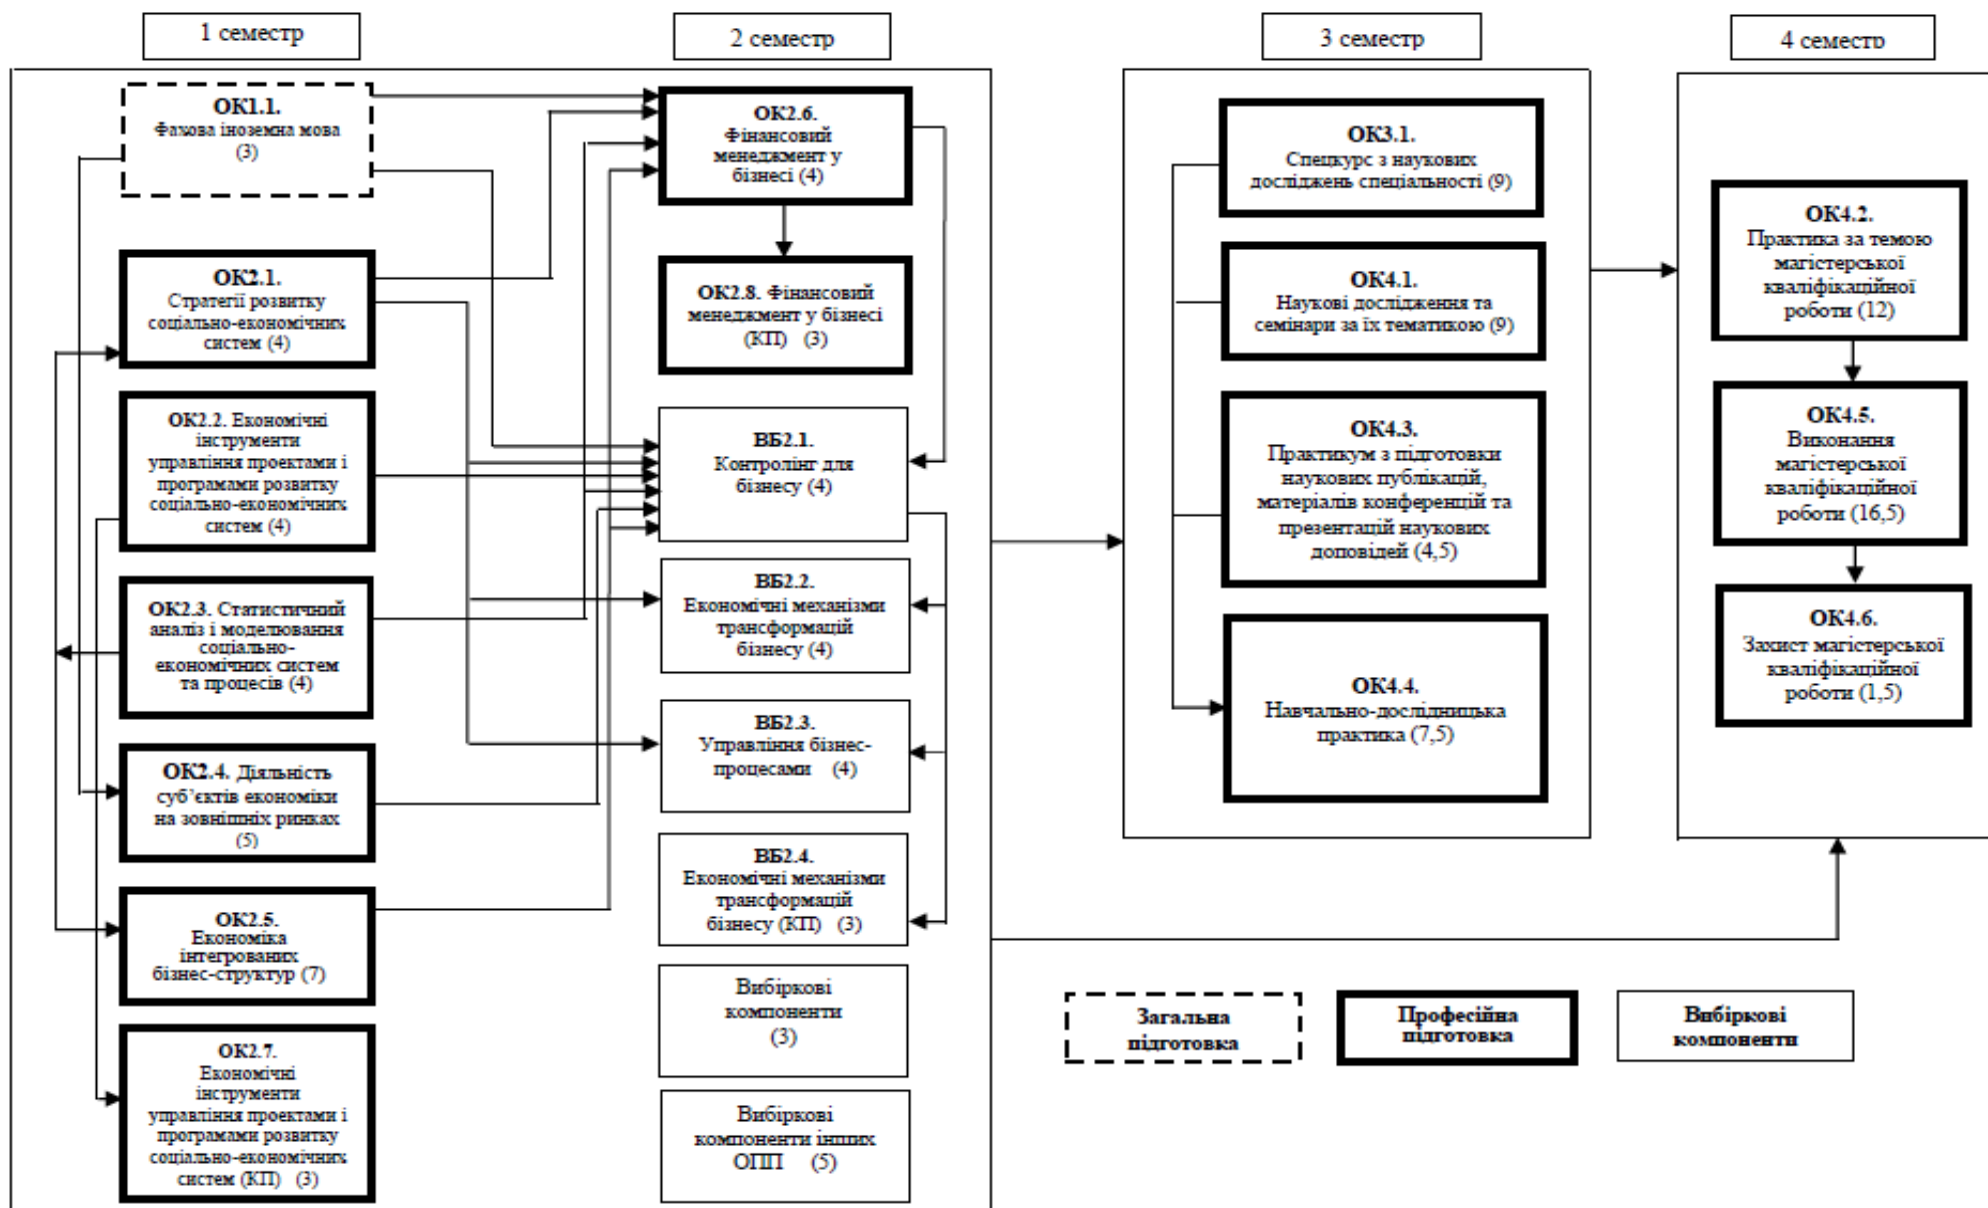 1 семестр
2 семестр
3 семестр
4 семестр
ОК1.1.
Фахова іноземна мова
(3)
ОК2.1.
Стратегії розвитку
соціально-економічних
систем (4)
ОК2.2. Економічні
інструменти
управління проектами і
програмами розвитку
соціально-економічних
систем (4)
ОК2.3. Статистичний
аналіз і моделювання
соціально-
економічних систем
та процесів (4)
ОК2.4. Діяльність
суб’єктів економіки
на зовнішніх ринках
(5)
ОК2.5.
Економіка
інтегрованих
бізнес-структур (7)
ОК2.7.
Економічні
інструменти
управління проектами і
програмами розвитку
соціально-економічних
систем (КП) (3)
ОК2.6.
Фінансовий
менеджмент у
бізнесі (4)
ОК2.8. Фінансовий
менеджмент у бізнесі
(КП) (3)
ВБ2.1.
Контролінг для
бізнесу (4)
ВБ2.2.
Економічні механізми
трансформацій
бізнесу (4)
ВБ2.3.
Управління бізнес-
процесами (4)
ВБ2.4.
Економічні механізми
трансформацій
бізнесу (КП) (3)
Вибіркові
компоненти
(3)
Вибіркові
компоненти інших
ОПП (5)
ОК3.1.
Спецкурс з наукових
досліджень спеціальності (9)
ОК4.1.
Наукові дослідження та
семінари за їх тематикою (9)
ОК4.3.
Практикум з підготовки
наукових публікацій,
матеріалів конференцій та
презентацій наукових
доповідей (4,5)
ОК4.4.
Навчально-дослідницька
практика (7,5)
ОК4.2.
Практика за темою
магістерської
кваліфікаційної
роботи (12)
ОК4.5.
Виконання
магістерської
кваліфікаційної
роботи (16,5)
ОК4.6.
Захист магістерської
кваліфікаційної
роботи (1,5)
Загальна
підготовка
Професійна
підготовка
Вибіркові
компоненти